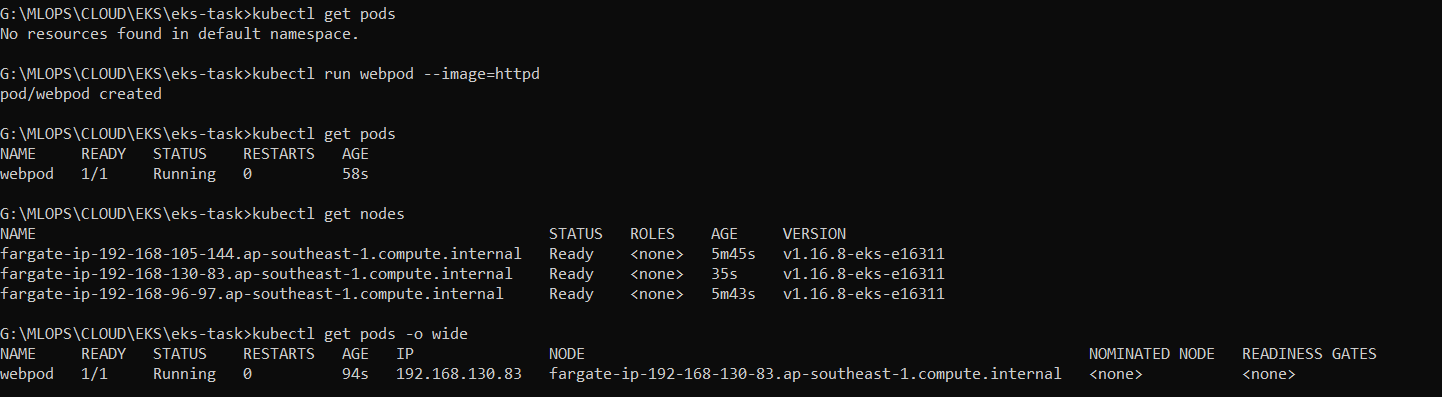 G:\MLOPS\CLOUD\EKS\eks-task>kubectl get pods
No resources found in default namespace.
G:\MLOPS\CLOUD\EKS\eks-task>kubectl run webpod --image=httpd
pod/webpod created
G:\MLOPS\CLOUD\EKS\eks-task>kubectl get pods
NAME READY STATUS RESTARTS AGE
webpod 1/1 Running 0 58s
G:\MLOPS\CLOUD\EKS\eks-task>kubectl get nodes
NAME STATUS ROLES AGE VERSION
fargate-ip-192-168-105-144.ap-southeast-1.compute.internal Ready <none> 5m45s v1.16.8-eks-e16311
fargate-ip-192-168-130-83.ap-southeast-1.compute.internal Ready <none> 35s v1.16.8-eks-e16311
fargate-ip-192-168-96-97.ap-southeast-1.compute.internal Ready <none> 5m43s v1.16.8-eks-e16311
G:\MLOPS\CLOUD\EKS\eks-task>kubectl get pods -o wide
NAME READY STATUS RESTARTS AGE IP NODE NOMINATED NODE READINESS GATES
webpod 1/1 Running 0 94s 192.168.130.83 fargate-ip-192-168-130-83.ap-southeast-1.compute.internal <none> <none>